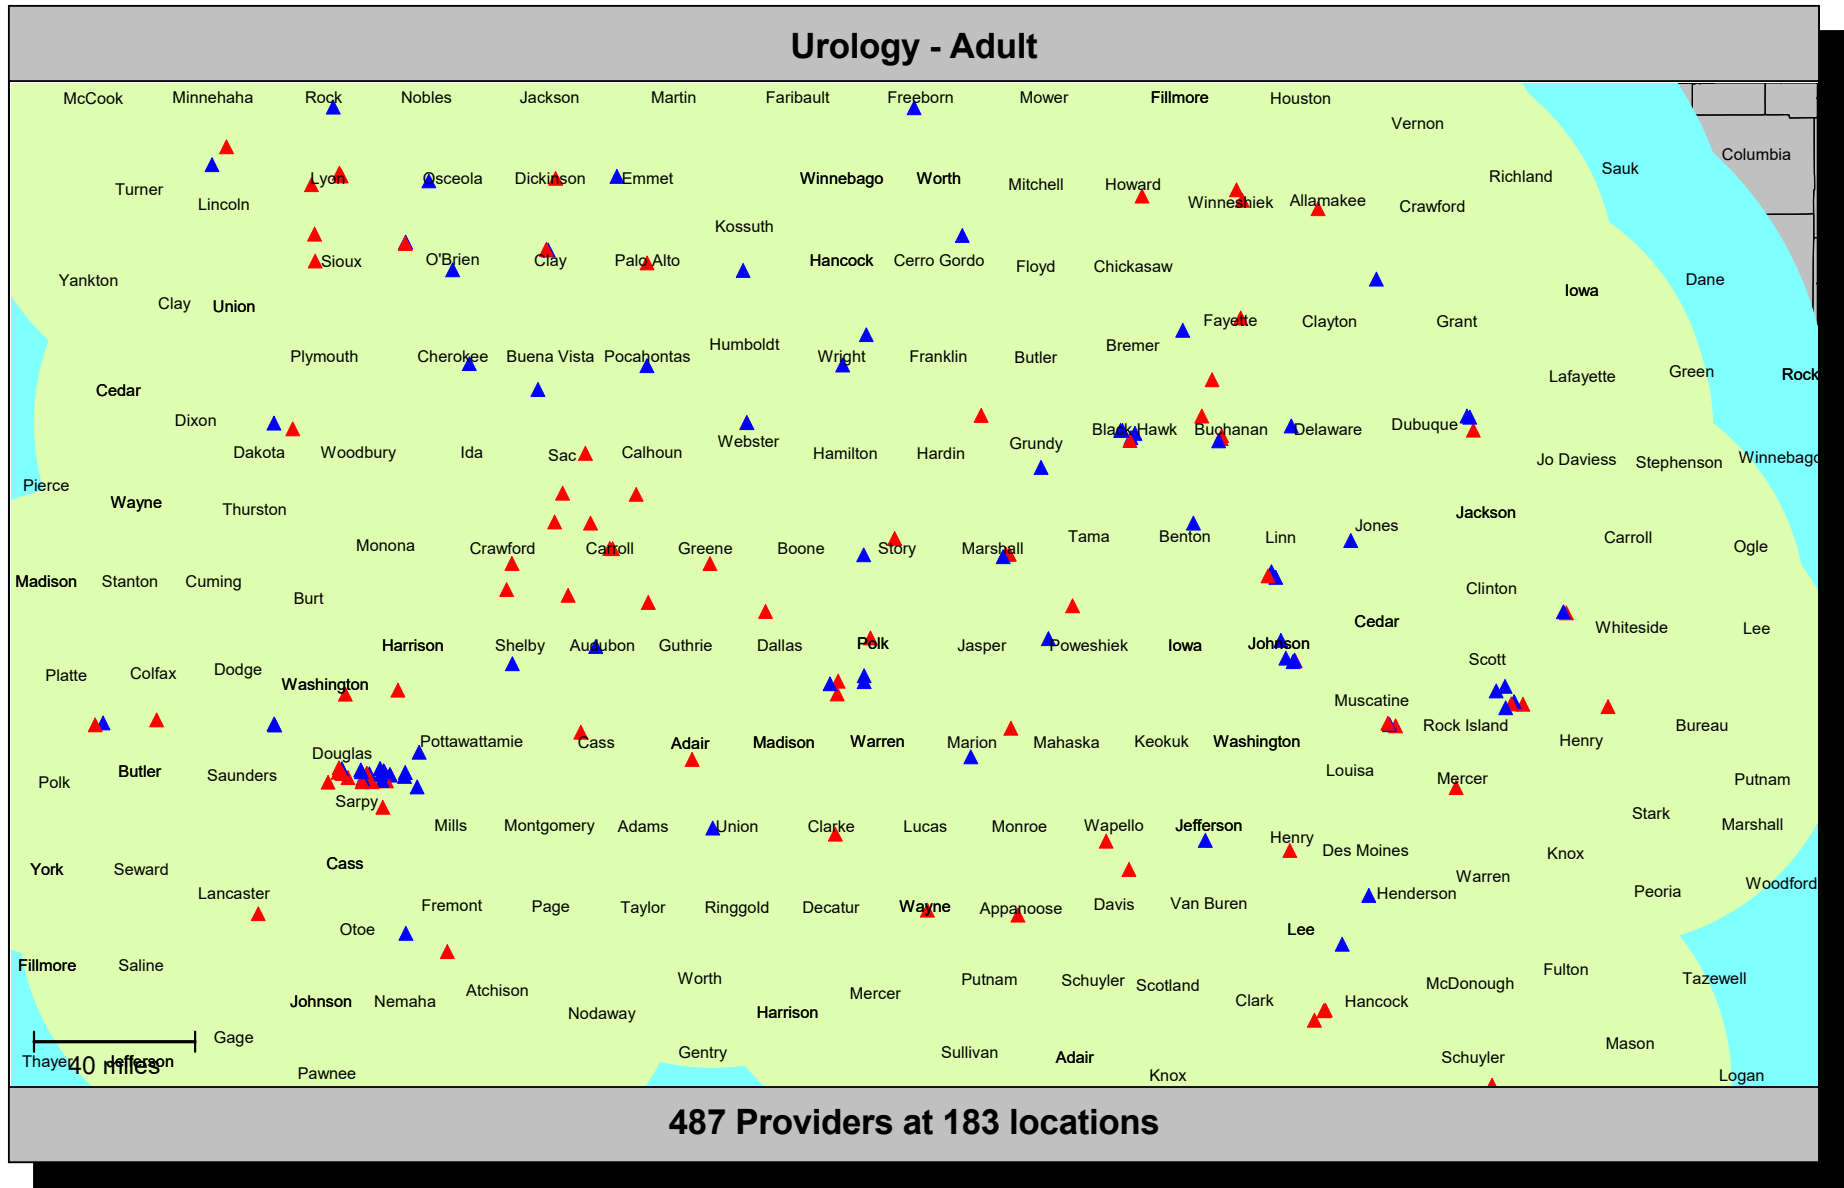 Urology - Adult
McCook Minnehaha Rock Nobles Jackson Martin Faribault Freeborn Mower Fillmore Houston
Vernon
Columbia
Sauk
Turner Lyon Osceola Dickinson Emmet Winnebago Worth Mitchell Howard Richland
Lincoln Winneshiek Allamakee Crawford
Kossuth
Yankton Sioux O'Brien Clay Palo Alto Hancock Cerro Gordo Floyd Chickasaw Dane
Clay Union Iowa
Fayette Clayton Grant
Plymouth Cherokee Buena Vista Pocahontas Humboldt Wright Franklin Butler Bremer
Cedar Lafayette Green Rock
Dixon Black Hawk Buchanan Delaware Dubuque
Dakota Woodbury Ida Sac Calhoun Webster Hamilton Hardin Grundy Jo Daviess Stephenson Winnebago
Pierce
Wayne Thurston Jackson
Monona Crawford Carroll Greene Boone Story Marshall Tama Benton Linn Jones Carroll Ogle
Madison Stanton Cuming Burt Clinton
Cedar Whiteside Lee
Harrison Shelby Audubon Guthrie Dallas Polk Jasper Poweshiek Iowa Johnson Scott
Platte Colfax Dodge Washington
Muscatine
Douglas Pottawattamie Cass Adair Madison Warren Marion Mahaska Keokuk Washington Rock Island Henry Bureau
Polk Butler Saunders Louisa Mercer Putnam
Sarpy
Mills Montgomery Adams Union Clarke Lucas Monroe Wapello Jefferson Henry Stark Marshall
York Seward Cass Des Moines Knox
Lancaster Warren Henderson Peoria Woodford
Fremont Page Taylor Ringgold Decatur Wayne Appanoose Davis Van Buren
Otoe Lee
Fillmore Saline Worth Putnam Schuyler Scotland McDonough Fulton Tazewell
Johnson Nemaha Atchison Nodaway Harrison Mercer Clark Hancock
Gage Gentry Sullivan Adair Schuyler Mason
Thayer Jefferson
40 miles
Pawnee Knox Logan
487 Providers at 183 locations